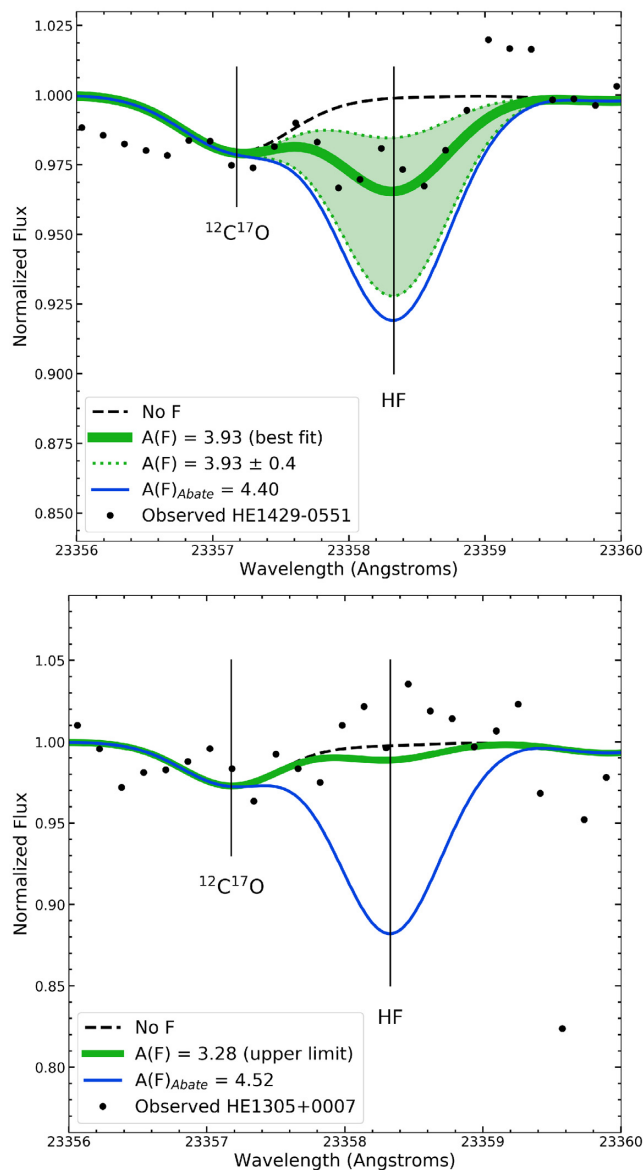 1.025
1.000
0.975
0.950
0.925
0.900
0.875
0.850
Normalized Flux
¹²C¹⁷O
HF
No F
A(F) = 3.93 (best fit)
A(F) = 3.93 ± 0.4
A(F)Abate = 4.40
Observed HE1429-0551
23356 23357 23358 23359 23360
Wavelength (Angstroms)
1.05
1.00
0.95
0.90
0.85
0.80
Normalized Flux
¹²C¹⁷O
HF
No F
A(F) = 3.28 (upper limit)
A(F)Abate = 4.52
Observed HE1305+0007
23356 23357 23358 23359 23360
Wavelength (Angstroms)